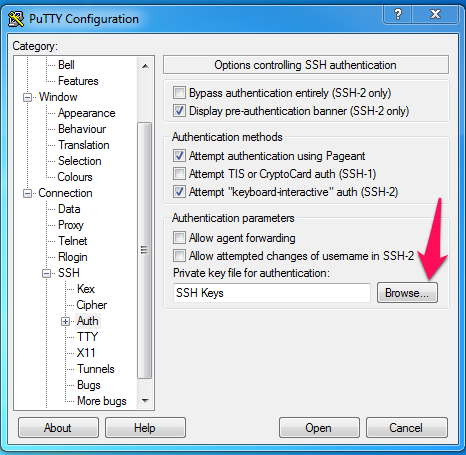 PuTTY Configuration
?
Category:
Bell
Features
Window
Appearance
Behaviour
Translation
Selection
Colours
Connection
Data
Proxy
Telnet
Rlogin
SSH
Kex
Cipher
Auth
TTY
X11
Tunnels
Bugs
More bugs
Options controlling SSH authentication
Bypass authentication entirely (SSH-2 only)
Display pre-authentication banner (SSH-2 only)
Authentication methods
Attempt authentication using Pageant
Attempt TIS or CryptoCard auth (SSH-1)
Attempt "keyboard-interactive" auth (SSH-2)
Authentication parameters
Allow agent forwarding
Allow attempted changes of username in SSH-2
Private key file for authentication:
SSH Keys
Browse...
About
Help
Open
Cancel